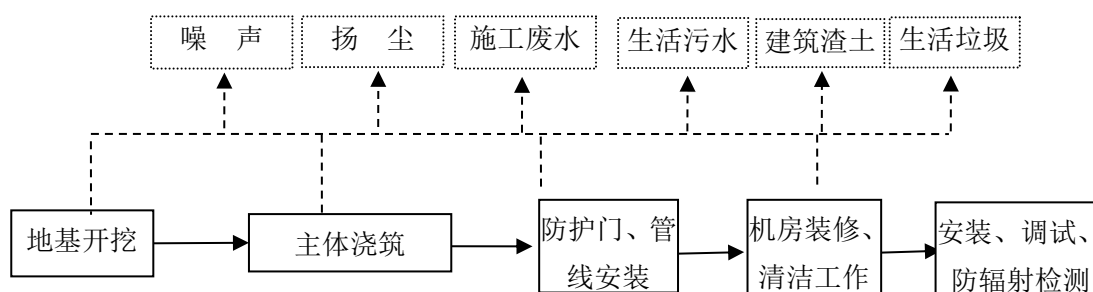 噪 声
扬 尘
施工废水
生活污水
建筑渣土
生活垃圾
地基开挖
主体浇筑
防护门、管
线安装
机房装修、
清洁工作
安装、调试、
防辐射检测